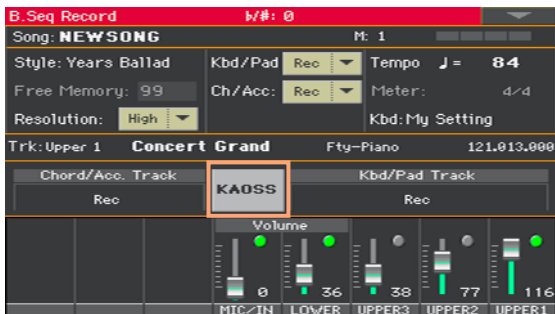 B.Seq Record b/#: 0
Song: NEWSONG M: 1
Style: Years Ballad Kbd/Pad Rec Tempo ♩ = 84
Free Memory: 99 Ch/Acc: Rec Meter: 4/4
Resolution: High Kbd: My Setting
Trk: Upper 1 Concert Grand Fty-Piano 121.013.000
Chord/Acc. Track KAOSS Kbd/Pad Track
Rec Rec
Volume
0 36 38 77 116
MIC/IN LOWER UPPER3 UPPER2 UPPER1